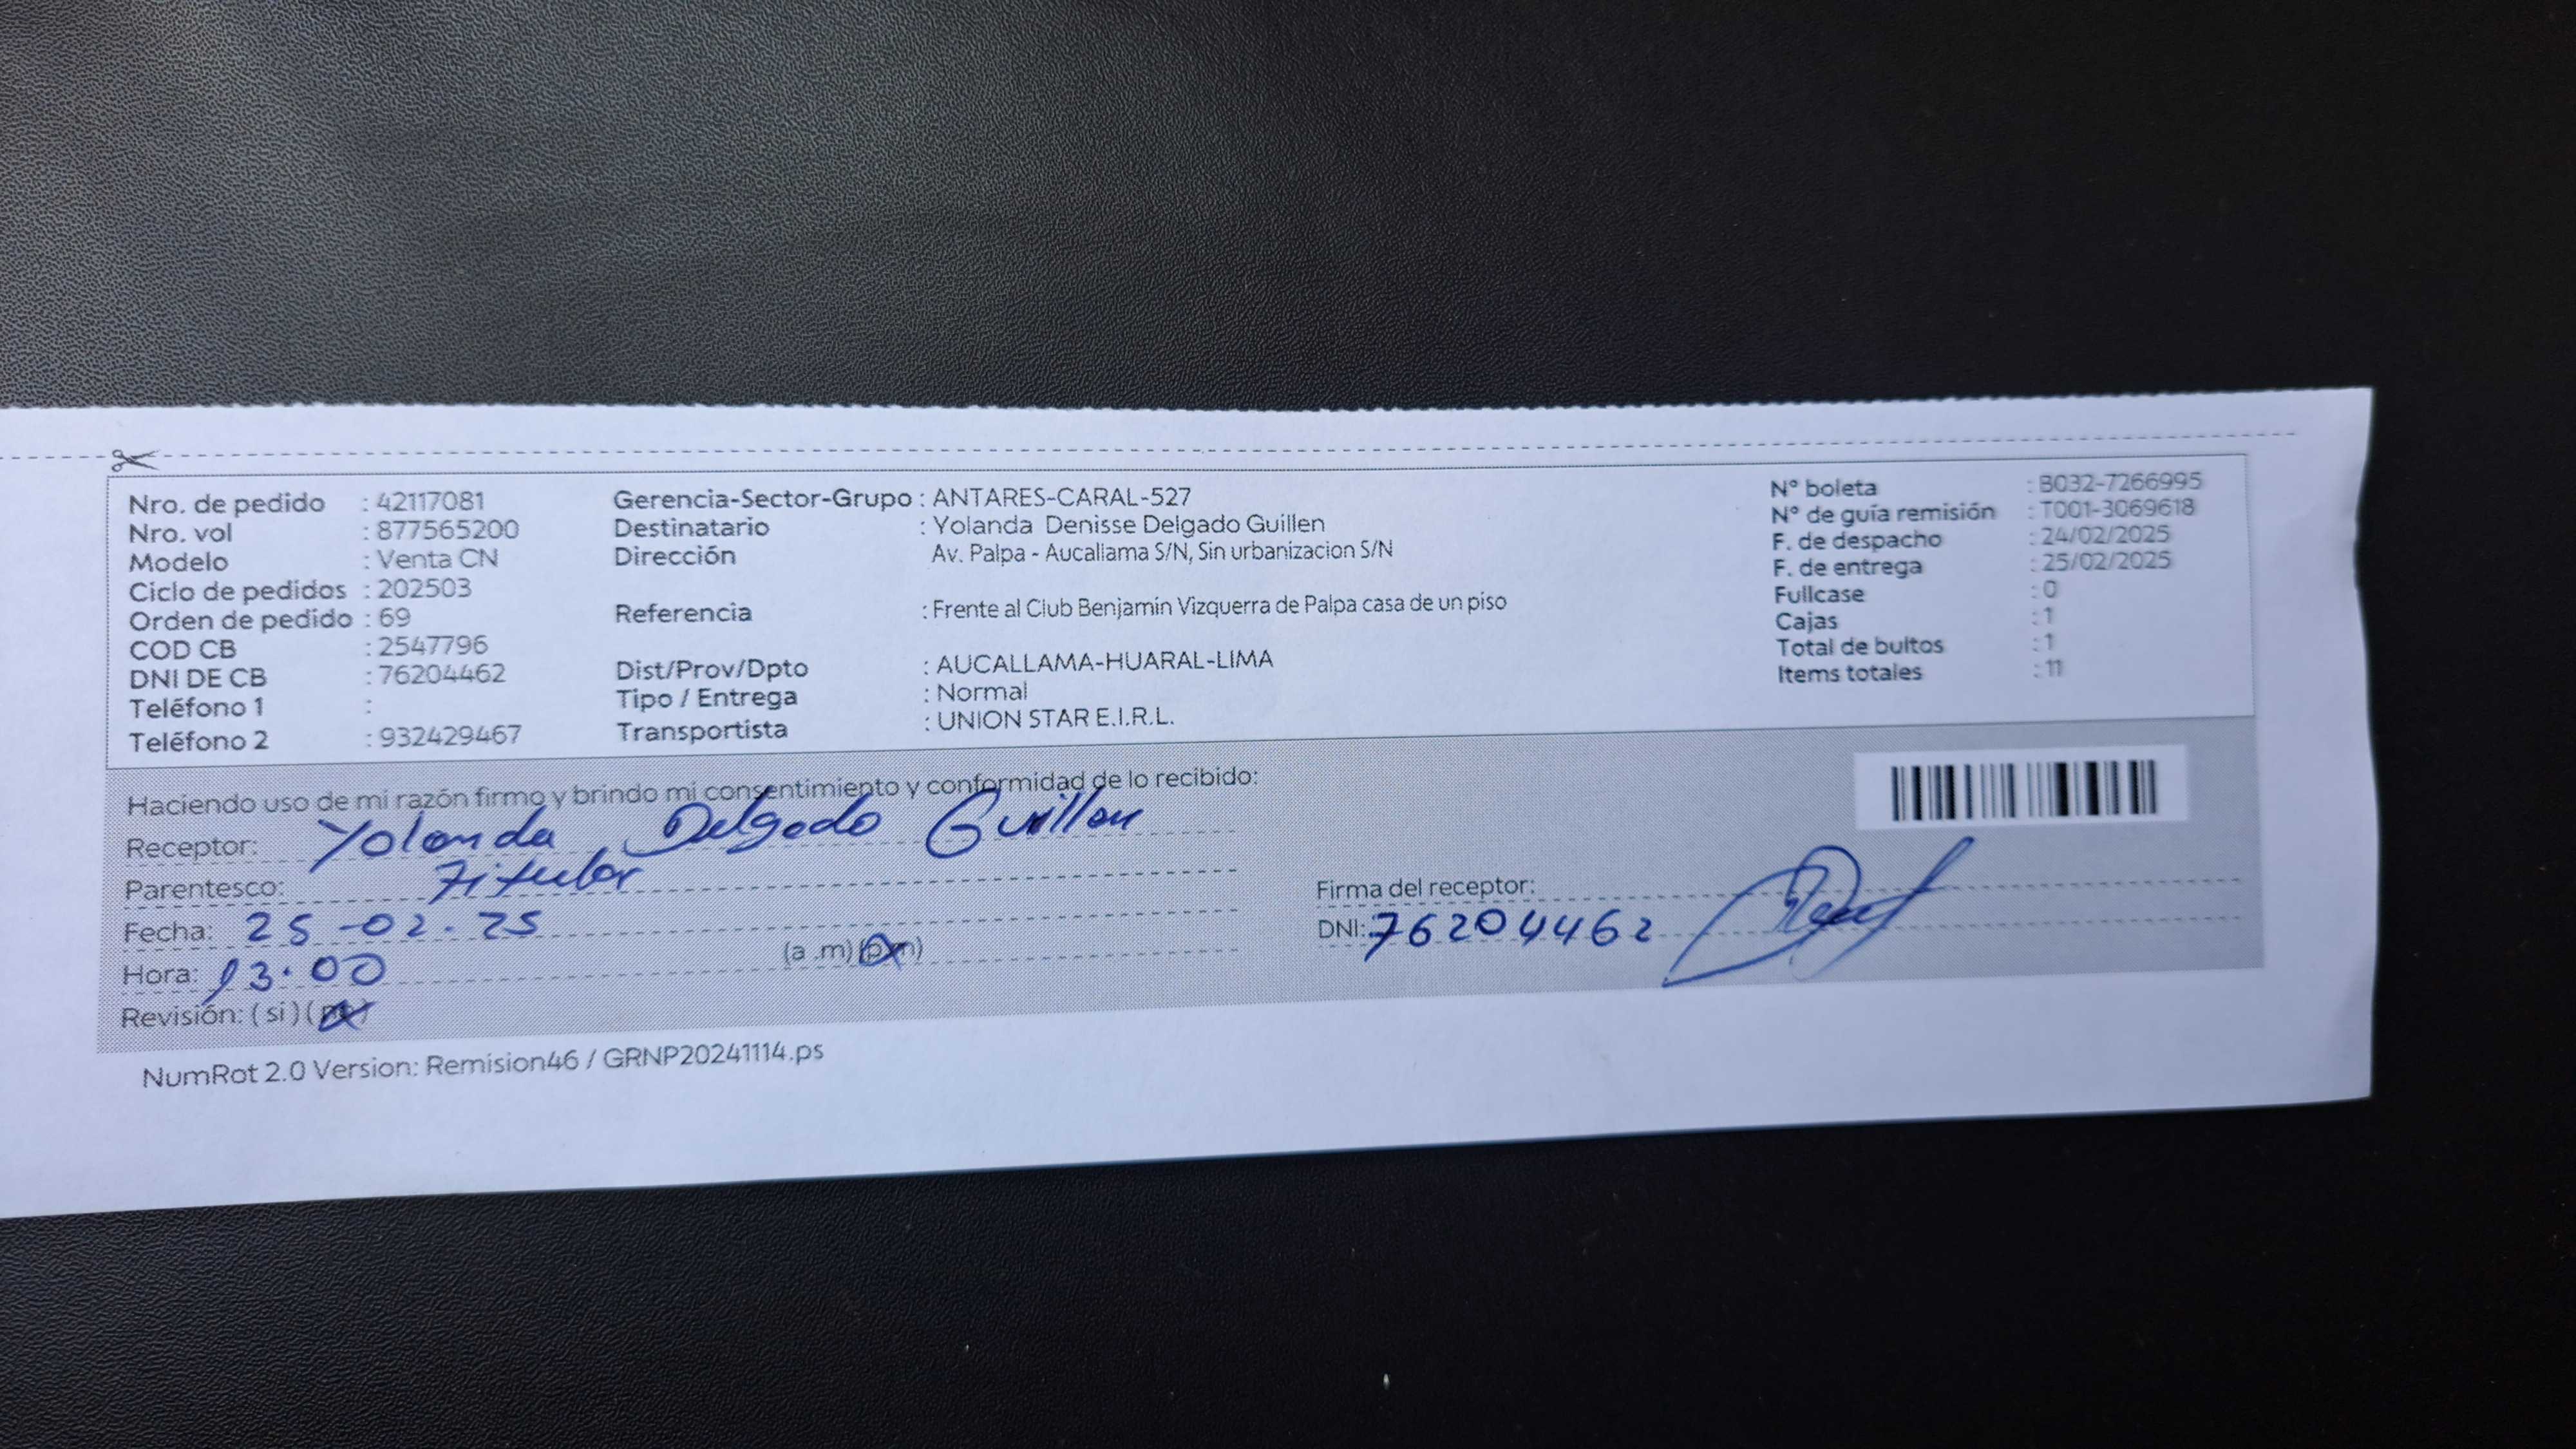 Nro. de pedido : 42117081
Nro. vol : 877565200
Modelo : Venta CN
Ciclo de pedidos : 202503
Orden de pedido : 69
COD CB : 2547796
DNI DE CB : 76204462
Teléfono 1 :
Teléfono 2 : 932429467
Gerencia-Sector-Grupo : ANTARES-CARAL-527
Destinatario : Yolanda Denisse Delgado Guillen
Dirección Av. Palpa - Aucallama S/N, Sin urbanizacion S/N
Referencia : Frente al Club Benjamin Vizquerra de Palpa casa de un piso
Dist/Prov/Dpto : AUCALLAMA-HUARAL-LIMA
Tipo / Entrega : Normal
Transportista : UNION STAR E.I.R.L.
N° boleta : B032-7266995
N° de guía remisión : T001-3069618
F. de despacho : 24/02/2025
F. de entrega : 25/02/2025
Fullcase : 0
Cajas : 1
Total de bultos : 1
Items totales : 11
Haciendo uso de mi razón firmo y brindo mi consentimiento y conformidad de lo recibido:
Receptor: Yolanda Delgado Guillen
Parentesco: Titular
Fecha: 25-02-25
Hora: 13:00 (a .m) (p.m)
Revisión: ( si ) ( no )
Firma del receptor:
DNI: 76204462
NumRot 2.0 Version: Remision46 / GRNP20241114.ps